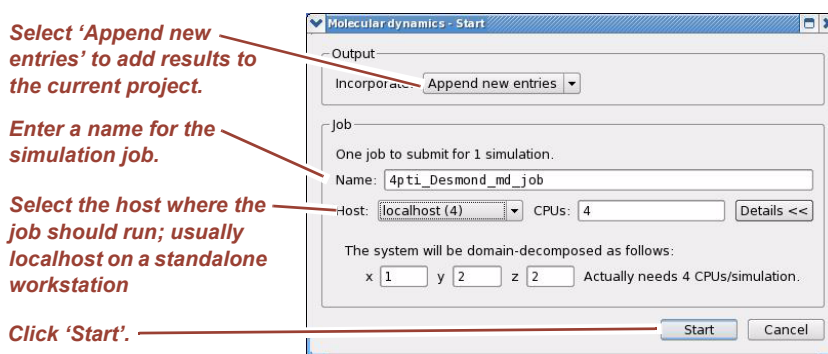 Select ‘Append new
entries’ to add results to
the current project.
Enter a name for the
simulation job.
Select the host where the
job should run; usually
localhost on a standalone
workstation
Click ‘Start’.
Molecular dynamics - Start
Output
Incorporate: Append new entries
Job
One job to submit for 1 simulation.
Name: 4pti_Desmond_md_job
Host: localhost (4) CPUs: 4 Details <<
The system will be domain-decomposed as follows:
x 1 y 2 z 2 Actually needs 4 CPUs/simulation.
Start Cancel